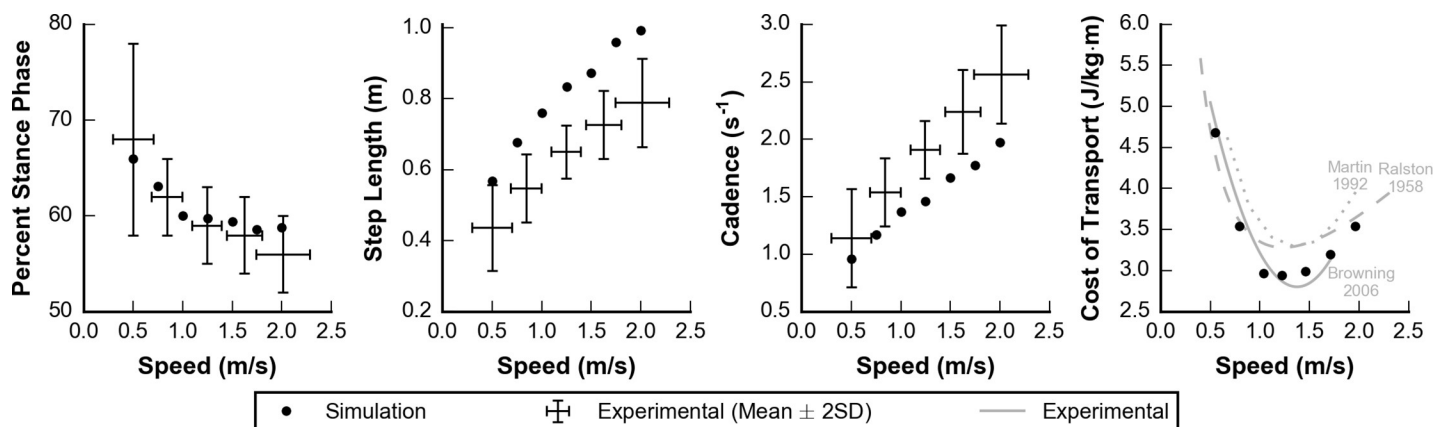 Percent Stance Phase
80
70
60
50
0.0 0.5 1.0 1.5 2.0 2.5
Speed (m/s)
Step Length (m)
1.0
0.8
0.6
0.4
0.2
0.0 0.5 1.0 1.5 2.0 2.5
Speed (m/s)
Cadence (s⁻¹)
3.0
2.5
2.0
1.5
1.0
0.5
0.0 0.5 1.0 1.5 2.0 2.5
Speed (m/s)
Cost of Transport (J/kg·m)
6.0
5.5
5.0
4.5
4.0
3.5
3.0
2.5
Martin
1992
Ralston
1958
Browning
2006
0.0 0.5 1.0 1.5 2.0 2.5
Speed (m/s)
Simulation
Experimental (Mean ± 2SD)
Experimental